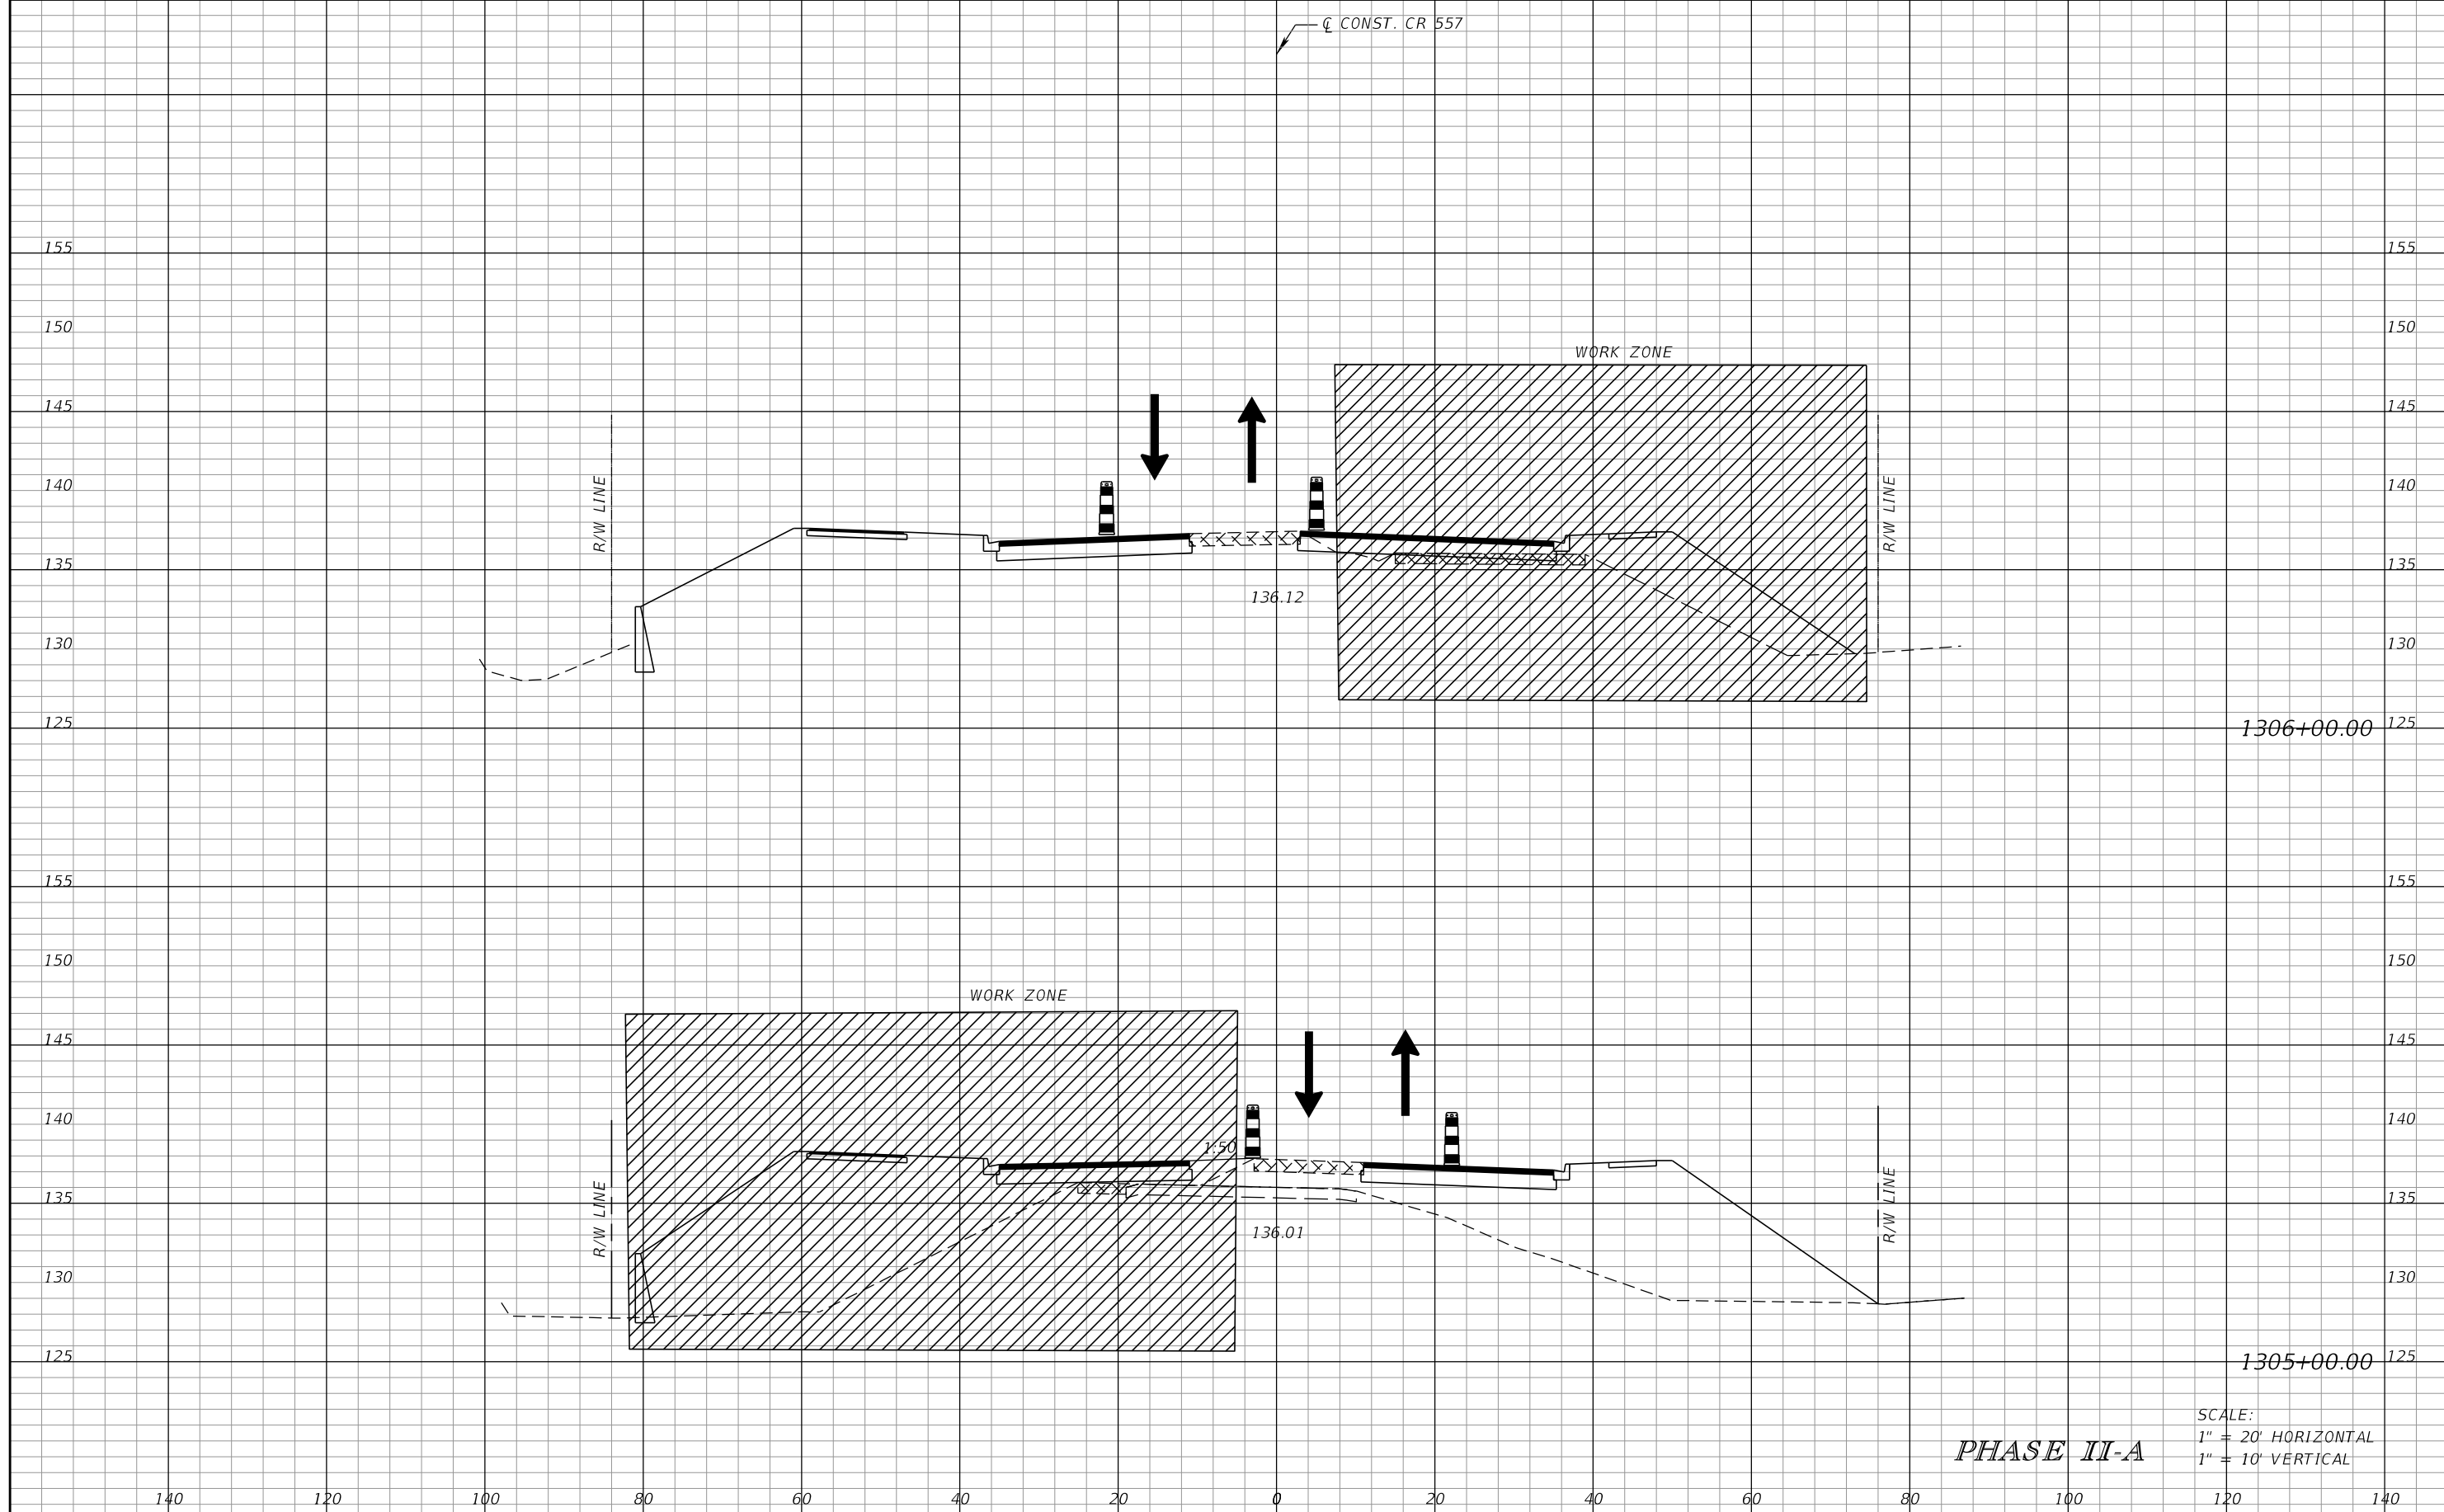 ℄ CONST. CR 557
155 155
150 150
WORK ZONE
145 145
R/W LINE R/W LINE
140 140
135 135
136.12
130 130
125 1306+00.00 125
155 155
150 150
WORK ZONE
145 145
140 140
1:50
R/W LINE R/W LINE
135 135
136.01
130 130
125 1305+00.00 125
SCALE:
1" = 20' HORIZONTAL
PHASE II-A
1" = 10' VERTICAL
140 120 100 80 60 40 20 0 20 40 60 80 100 120 140